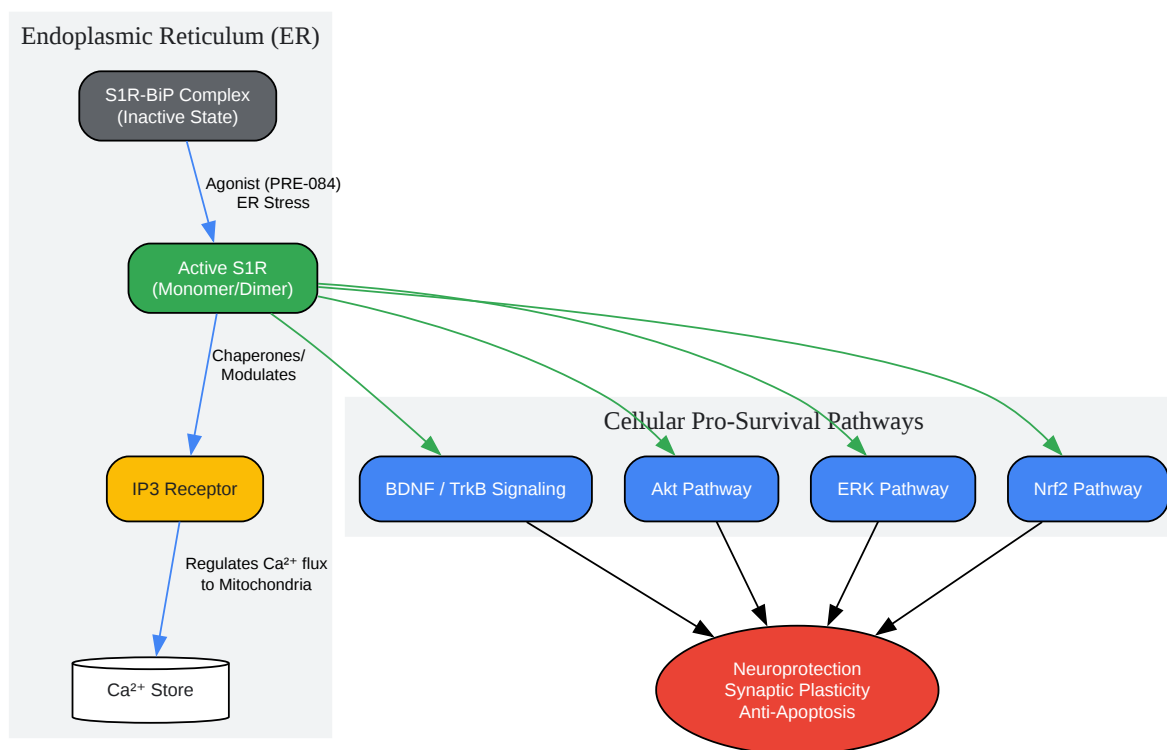 Endoplasmic Reticulum (ER)
S1R-BiP Complex
(Inactive State)
Agonist (PRE-084)
ER Stress
Active S1R
(Monomer/Dimer)
Chaperones/
Modulates
Cellular Pro-Survival Pathways
IP3 Receptor
BDNF / TrkB Signaling
Akt Pathway
ERK Pathway
Nrf2 Pathway
Regulates Ca²⁺ flux
to Mitochondria
Ca²⁺ Store
Neuroprotection
Synaptic Plasticity
Anti-Apoptosis